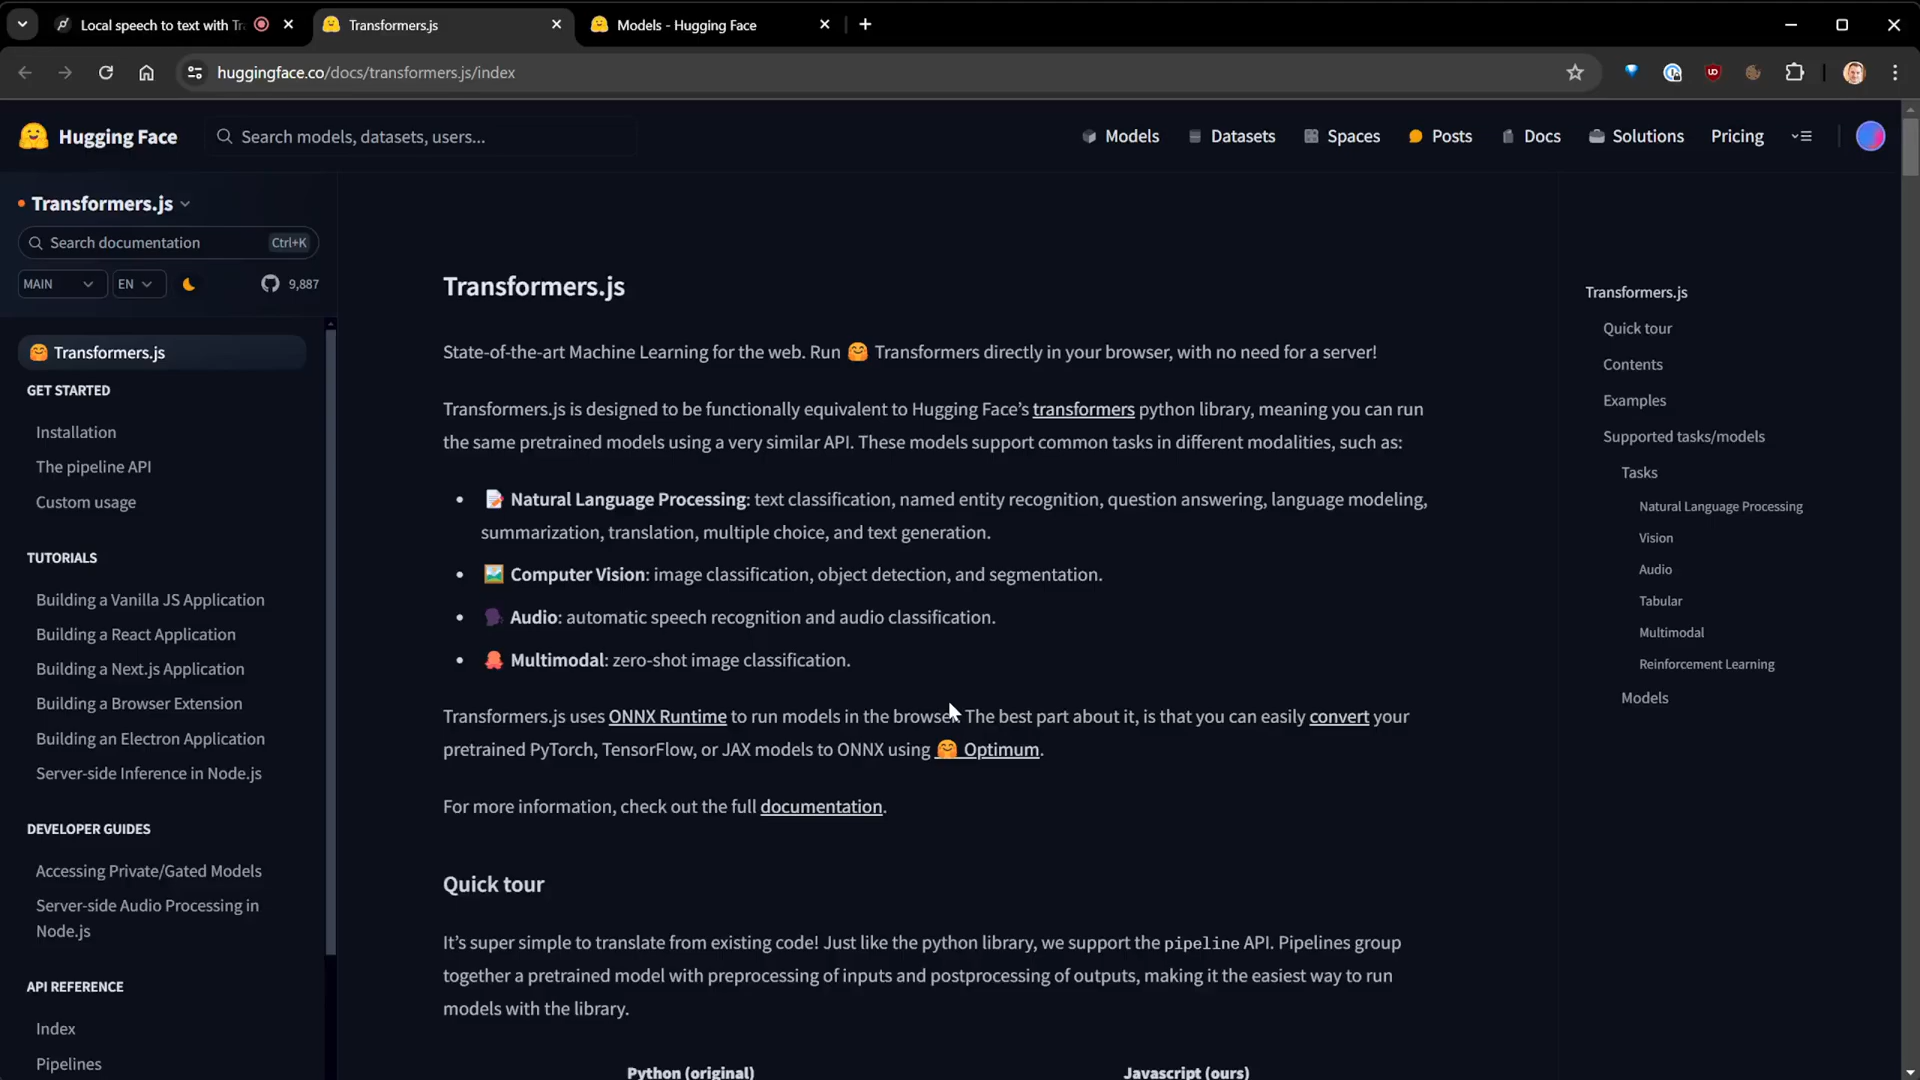 Local speech to text with Tr
Transformers.js
Models - Hugging Face
huggingface.co/docs/transformers.js/index
Hugging Face
Search models, datasets, users...
Models
Datasets
Spaces
Posts
Docs
Solutions
Pricing
Transformers.js
Search documentation
Ctrl+K
MAIN
EN
9,887
Transformers.js
GET STARTED
Installation
The pipeline API
Custom usage
TUTORIALS
Building a Vanilla JS Application
Building a React Application
Building a Next.js Application
Building a Browser Extension
Building an Electron Application
Server-side Inference in Node.js
DEVELOPER GUIDES
Accessing Private/Gated Models
Server-side Audio Processing in
Node.js
API REFERENCE
Index
Pipelines
Transformers.js
State-of-the-art Machine Learning for the web. Run 🤗 Transformers directly in your browser, with no need for a server!
Transformers.js is designed to be functionally equivalent to Hugging Face’s transformers python library, meaning you can run
the same pretrained models using a very similar API. These models support common tasks in different modalities, such as:
• 📝 Natural Language Processing: text classification, named entity recognition, question answering, language modeling,
summarization, translation, multiple choice, and text generation.
• 🖼️ Computer Vision: image classification, object detection, and segmentation.
• 🗣️ Audio: automatic speech recognition and audio classification.
• 🐙 Multimodal: zero-shot image classification.
Transformers.js uses ONNX Runtime to run models in the browser. The best part about it, is that you can easily convert your
pretrained PyTorch, TensorFlow, or JAX models to ONNX using 🤗 Optimum.
For more information, check out the full documentation.
Quick tour
It’s super simple to translate from existing code! Just like the python library, we support the pipeline API. Pipelines group
together a pretrained model with preprocessing of inputs and postprocessing of outputs, making it the easiest way to run
models with the library.
Python (original)
Javascript (ours)
Transformers.js
Quick tour
Contents
Examples
Supported tasks/models
Tasks
Natural Language Processing
Vision
Audio
Tabular
Multimodal
Reinforcement Learning
Models